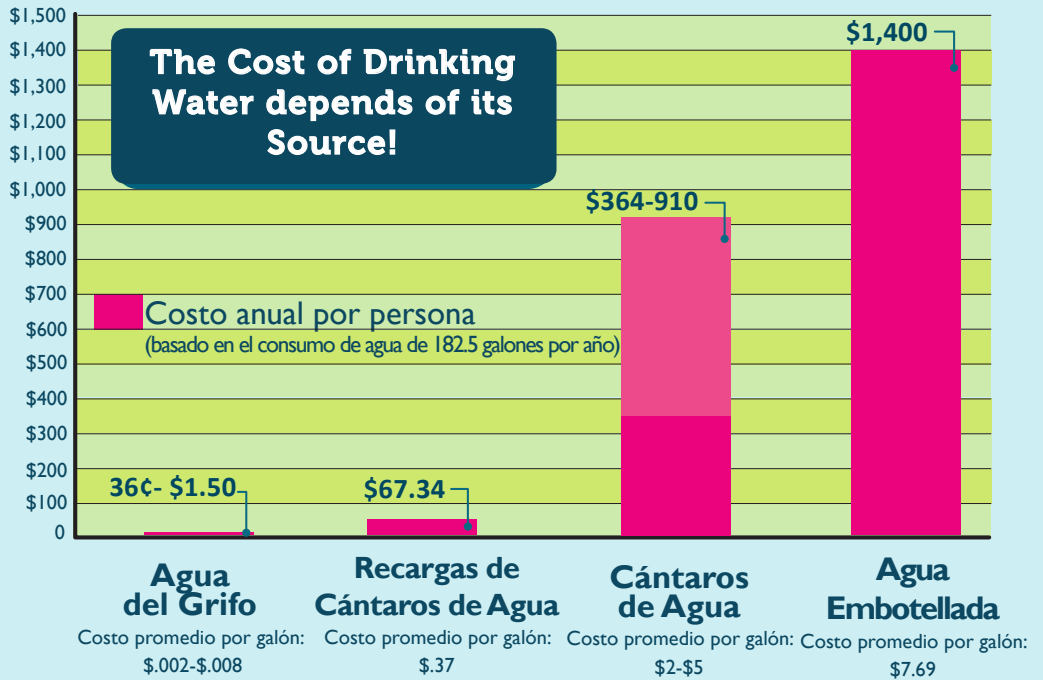 The Cost of Drinking
Water depends of its
Source!
$1,500
$1,400
$1,300
$1,200
$1,100
$1,000
$900
$800
$700
$600
$500
$400
$300
$200
$100
0
Costo anual por persona
(basado en el consumo de agua de 182.5 galones por año)
36¢- $1.50
$67.34
$364-910
$1,400
Agua
del Grifo
Costo promedio por galón:
$.002-$.008
Recargas de
Cántaros de Agua
Costo promedio por galón:
$.37
Cántaros
de Agua
Costo promedio por galón:
$2-$5
Agua
Embotellada
Costo promedio por galón:
$7.69